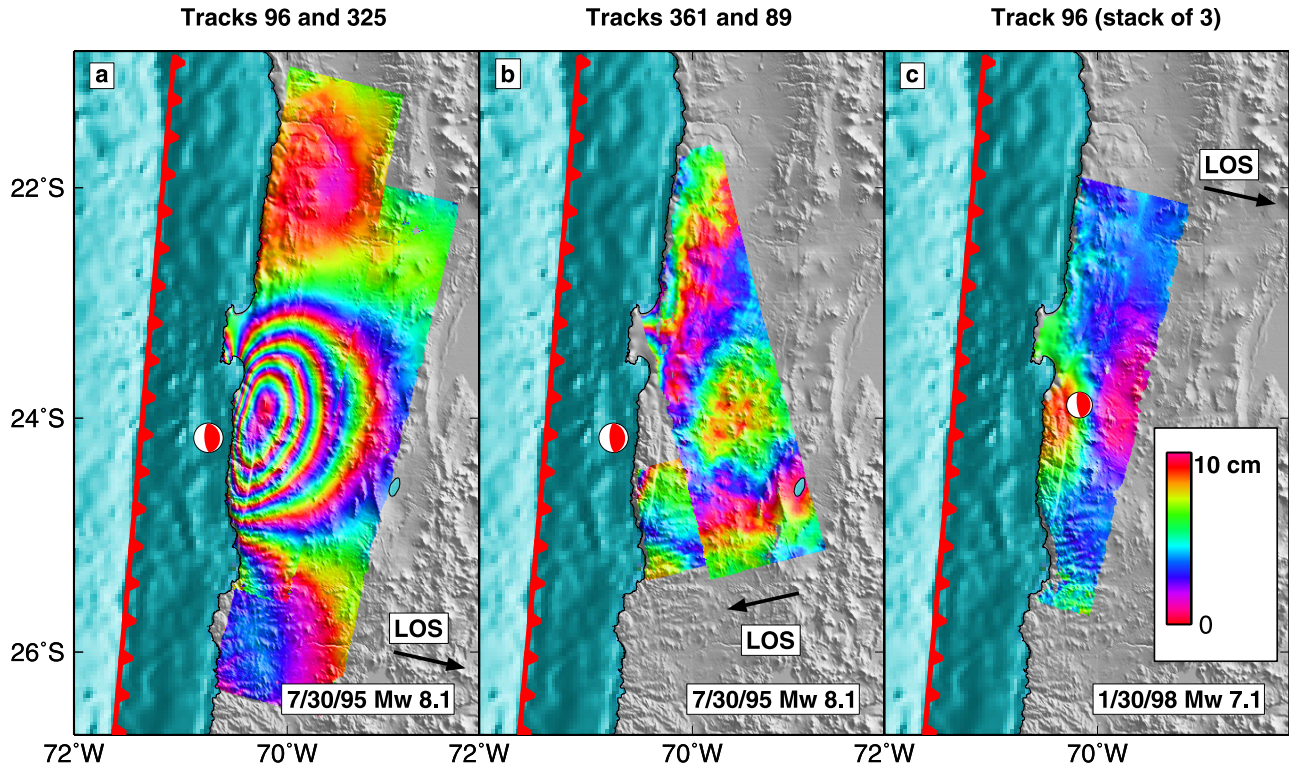 Tracks 96 and 325
Tracks 361 and 89
Track 96 (stack of 3)
a
b
c
LOS
22˚S
24˚S
10 cm
0
LOS
LOS
26˚S
7/30/95 Mw 8.1
7/30/95 Mw 8.1
1/30/98 Mw 7.1
72˚W
70˚W
72˚W
70˚W
72˚W
70˚W